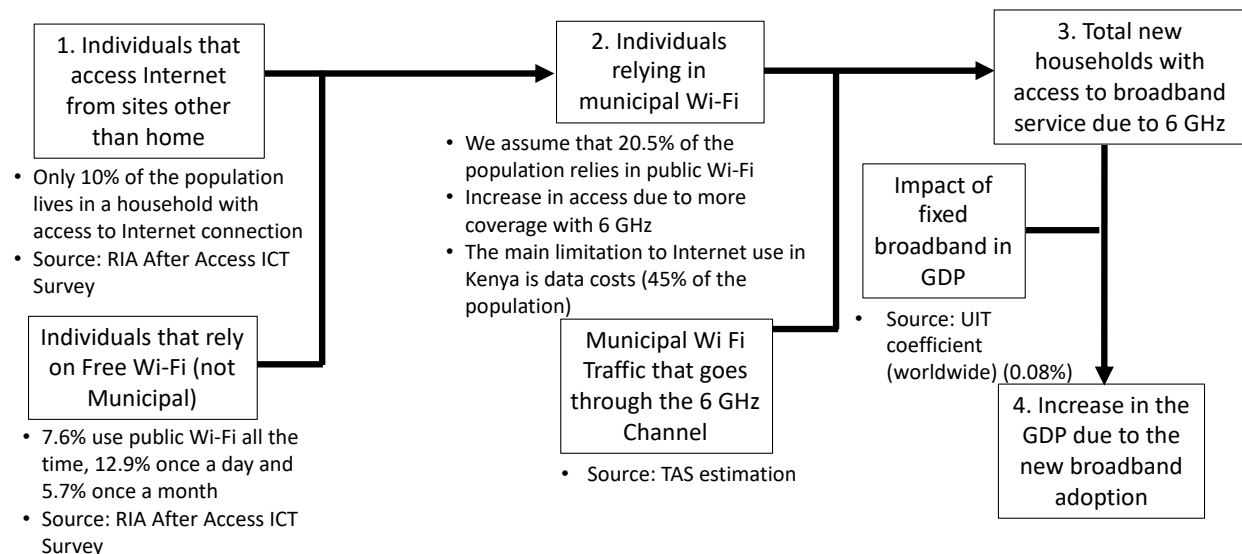 1. Individuals that
access Internet
from sites other
than home
• Only 10% of the population
lives in a household with
access to Internet connection
• Source: RIA After Access ICT
Survey
Individuals that rely
on Free Wi-Fi (not
Municipal)
• 7.6% use public Wi-Fi all the
time, 12.9% once a day and
5.7% once a month
• Source: RIA After Access ICT
Survey
2. Individuals
relying in
municipal Wi-Fi
• We assume that 20.5% of the
population relies in public Wi-Fi
• Increase in access due to more
coverage with 6 GHz
• The main limitation to Internet use in
Kenya is data costs (45% of the
population)
Municipal Wi Fi
Traffic that goes
through the 6 GHz
Channel
• Source: TAS estimation
3. Total new
households with
access to broadband
service due to 6 GHz
Impact of
fixed
broadband in
GDP
• Source: UIT
coefficient
(worldwide) (0.08%)
4. Increase in the
GDP due to the
new broadband
adoption